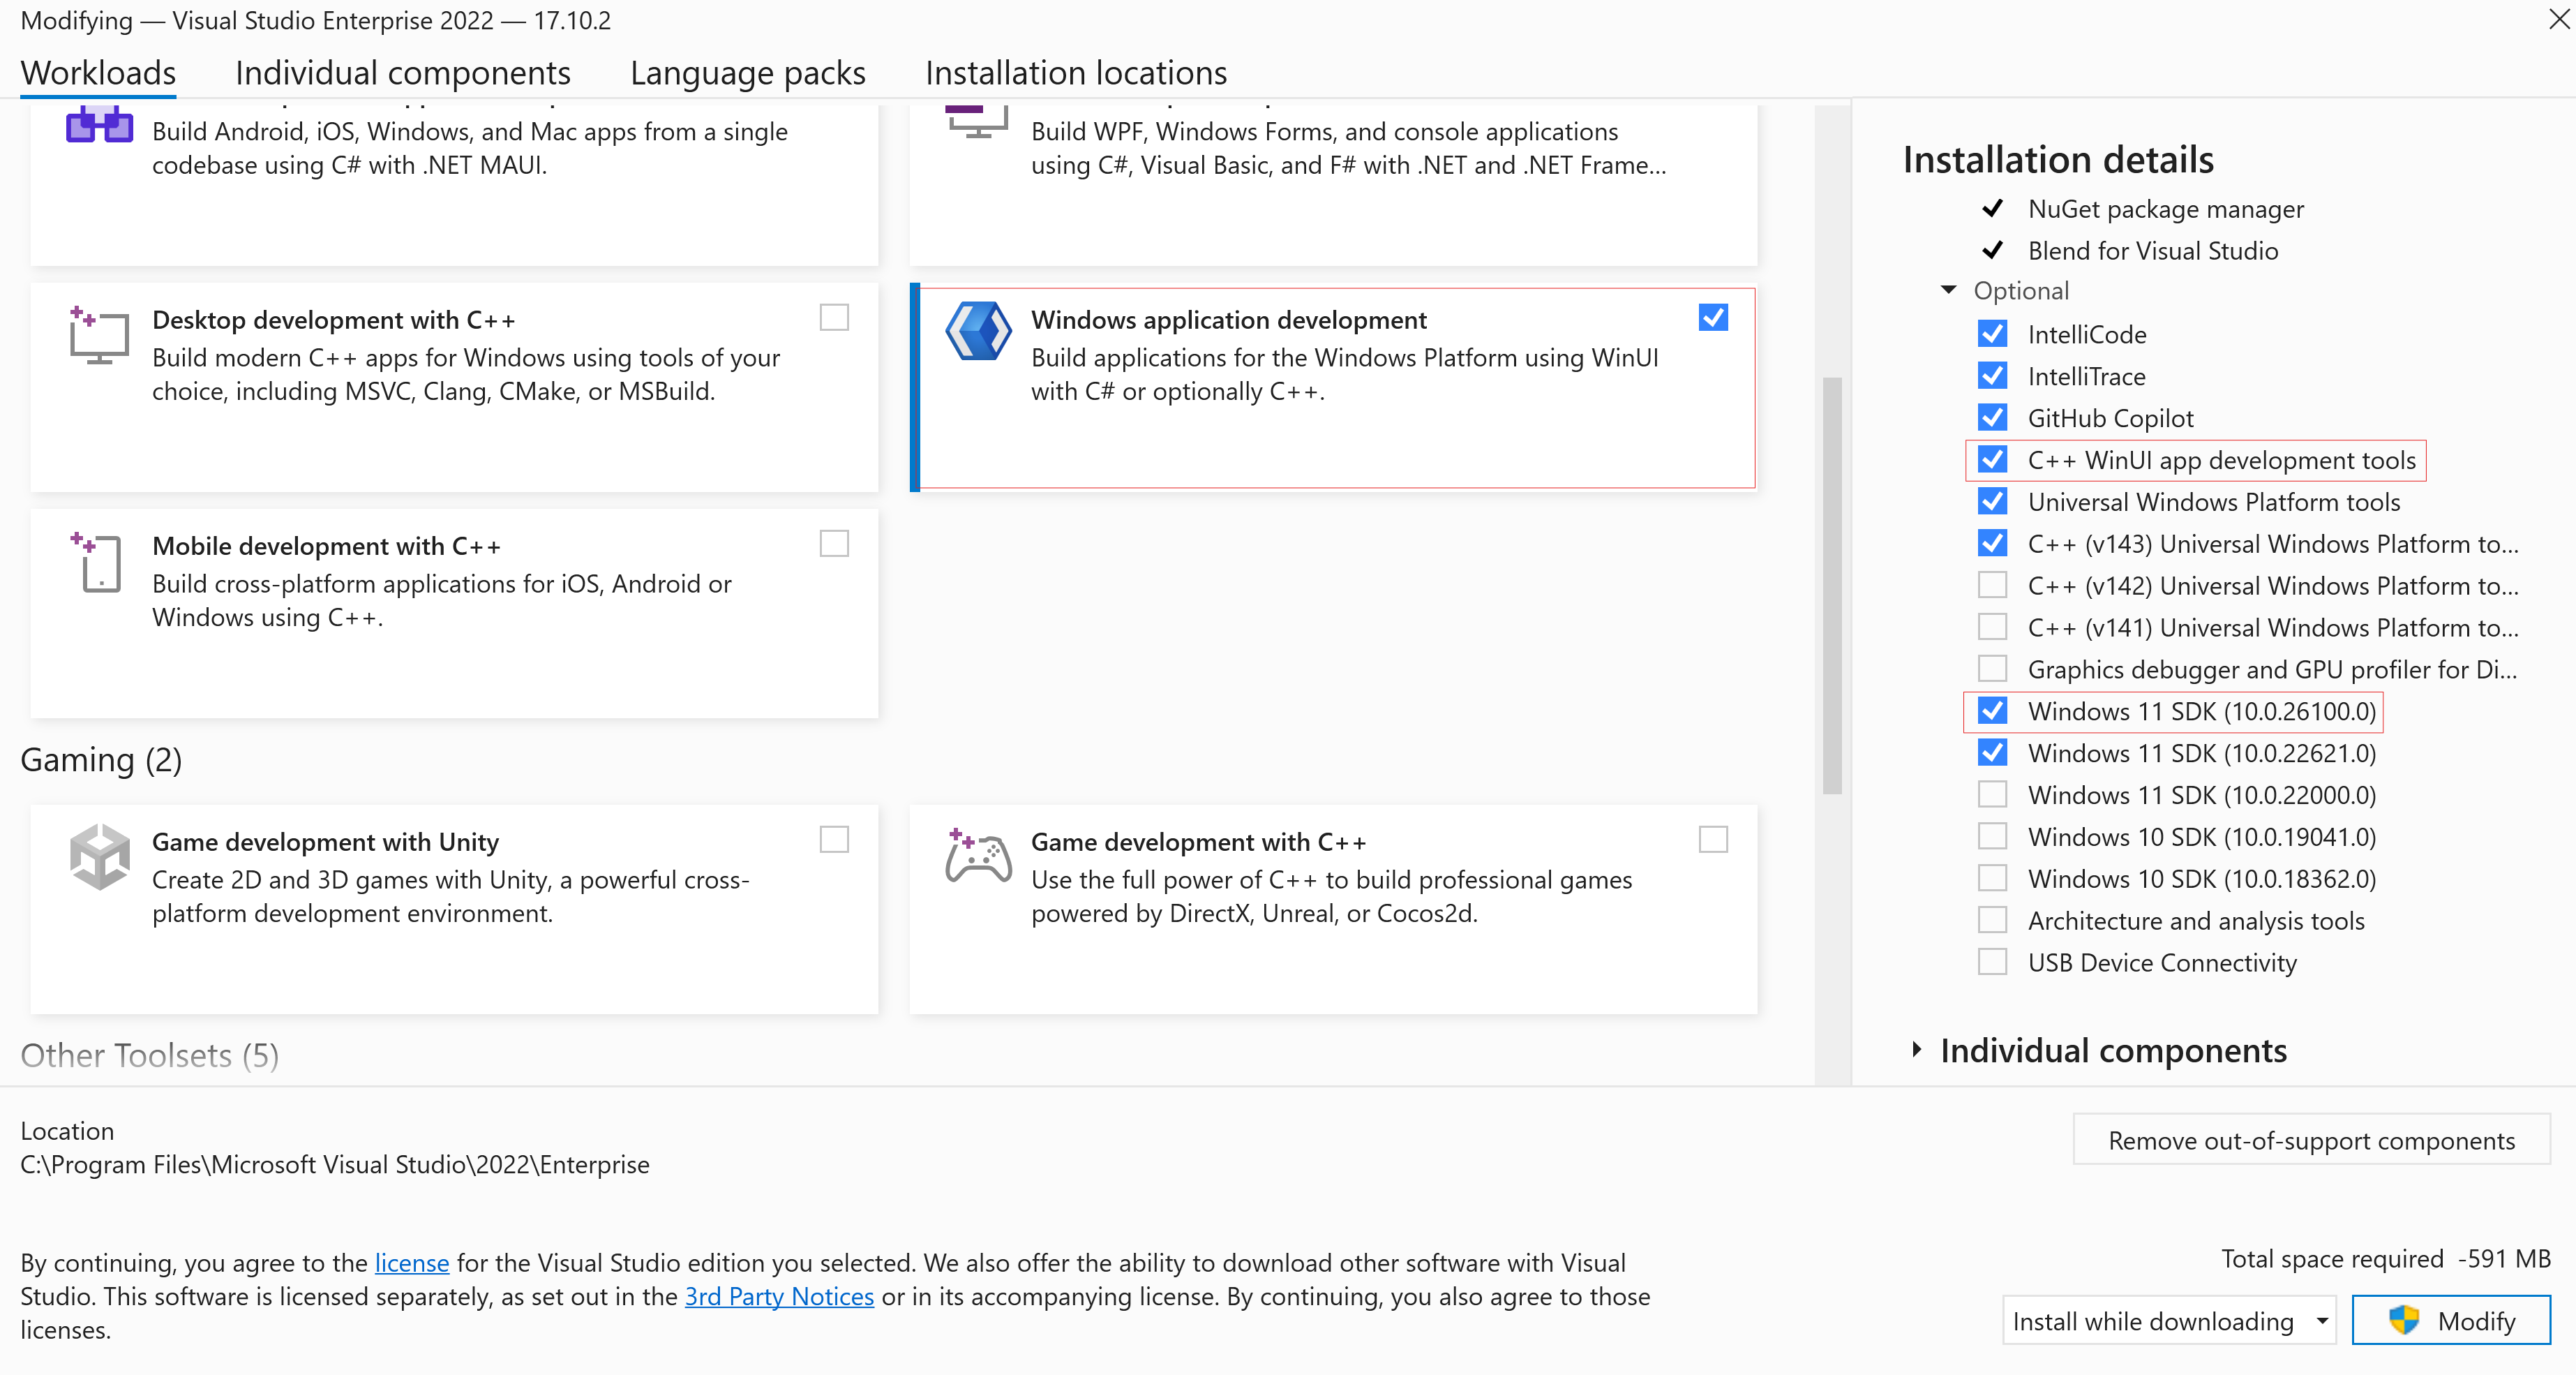 Modifying — Visual Studio Enterprise 2022 — 17.10.2
Workloads
Individual components
Language packs
Installation locations
Build Android, iOS, Windows, and Mac apps from a single
codebase using C# with .NET MAUI.
Build WPF, Windows Forms, and console applications
using C#, Visual Basic, and F# with .NET and .NET Frame...
Desktop development with C++
Build modern C++ apps for Windows using tools of your
choice, including MSVC, Clang, CMake, or MSBuild.
Windows application development
Build applications for the Windows Platform using WinUI
with C# or optionally C++.
Mobile development with C++
Build cross-platform applications for iOS, Android or
Windows using C++.
Gaming (2)
Game development with Unity
Create 2D and 3D games with Unity, a powerful cross-
platform development environment.
Game development with C++
Use the full power of C++ to build professional games
powered by DirectX, Unreal, or Cocos2d.
Other Toolsets (5)
Installation details
NuGet package manager
Blend for Visual Studio
Optional
IntelliCode
IntelliTrace
GitHub Copilot
C++ WinUI app development tools
Universal Windows Platform tools
C++ (v143) Universal Windows Platform to...
C++ (v142) Universal Windows Platform to...
C++ (v141) Universal Windows Platform to...
Graphics debugger and GPU profiler for Di...
Windows 11 SDK (10.0.26100.0)
Windows 11 SDK (10.0.22621.0)
Windows 11 SDK (10.0.22000.0)
Windows 10 SDK (10.0.19041.0)
Windows 10 SDK (10.0.18362.0)
Architecture and analysis tools
USB Device Connectivity
Individual components
Location
C:\Program Files\Microsoft Visual Studio\2022\Enterprise
Remove out-of-support components
By continuing, you agree to the license for the Visual Studio edition you selected. We also offer the ability to download other software with Visual
Studio. This software is licensed separately, as set out in the 3rd Party Notices or in its accompanying license. By continuing, you also agree to those
licenses.
Total space required -591 MB
Install while downloading
Modify